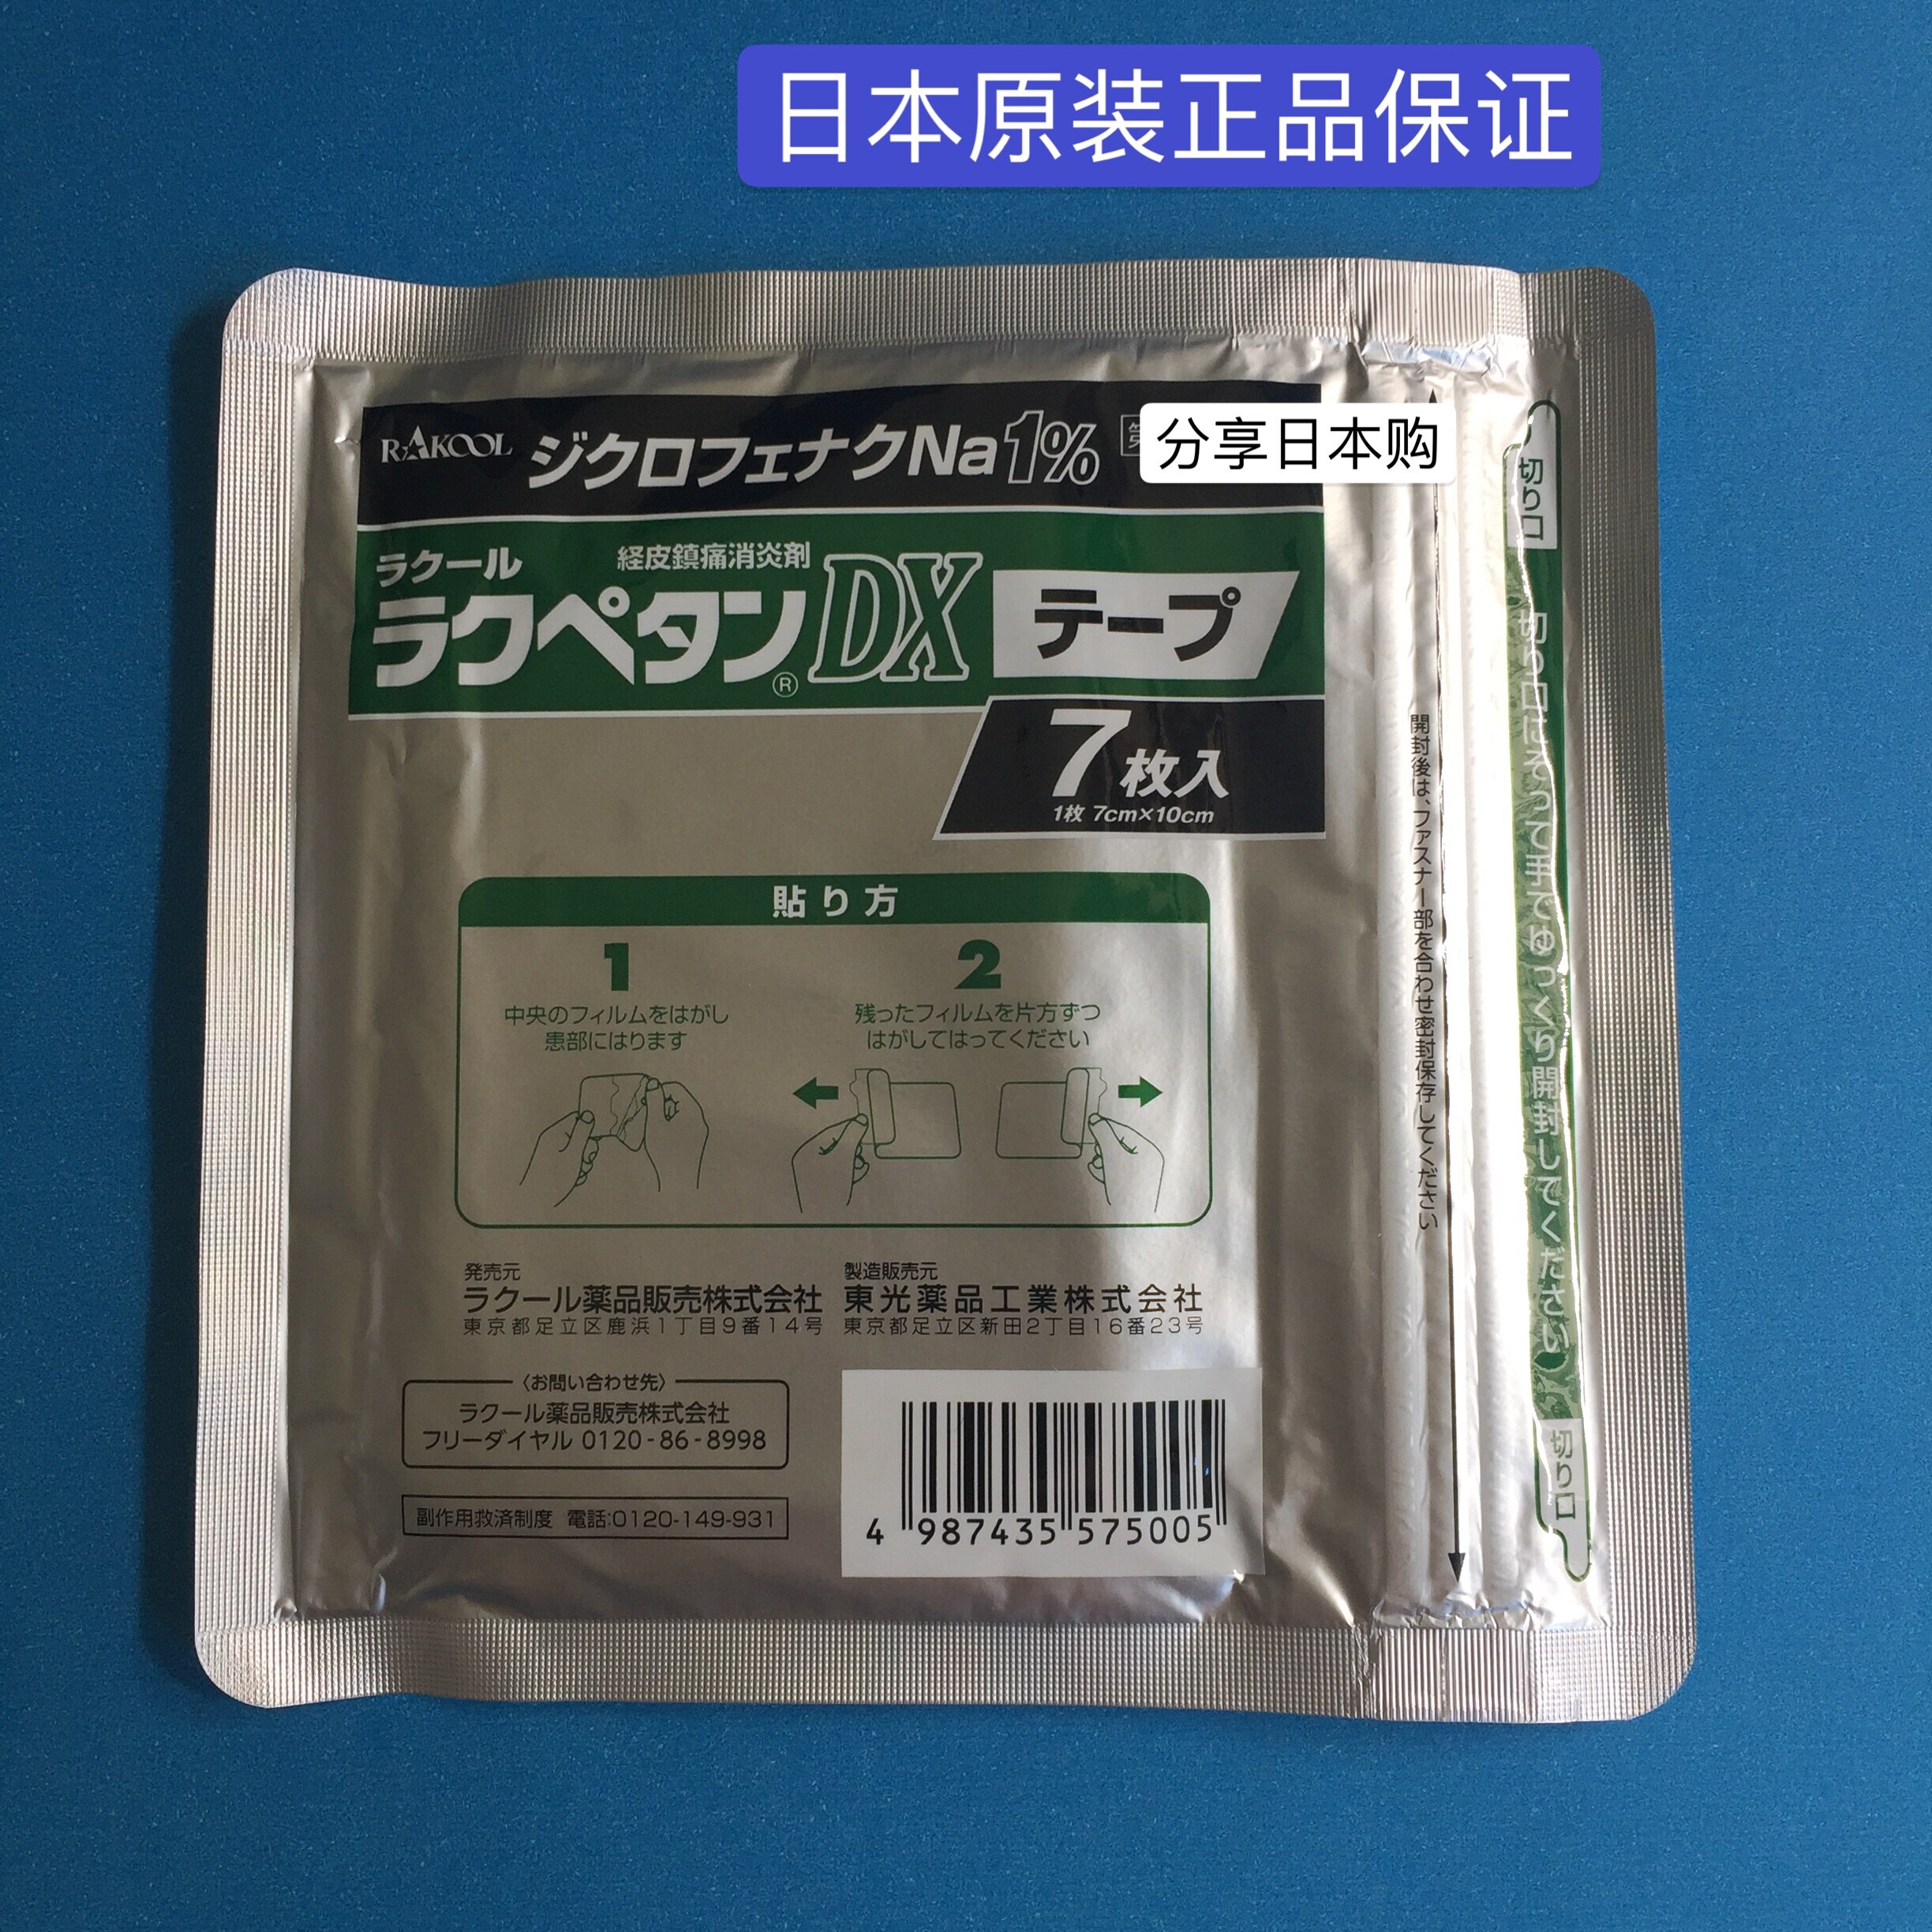 日本原装正品保证
RAKOOL ジクロフェナクNa1% 第
分享日本购
ラクール 経皮鎮痛消炎剤
ラクペタン®DX テープ
7枚入
1枚 7cm×10cm
貼り方
1
中央のフィルムをはがし
患部にはります
2
残ったフィルムを片方ずつ
はがしてはってください
発売元
ラクール薬品販売株式会社
東京都足立区鹿浜1丁目9番14号
製造販売元
東光薬品工業株式会社
東京都足立区新田2丁目16番23号
〈お問い合わせ先〉
ラクール薬品販売株式会社
フリーダイヤル 0120-86-8998
副作用救済制度 電話:0120-149-931
4 987435 575005
開封後は、ファスナー部を合わせ密封保存してください
切り口
切り口にそって手でゆっくり開封してください
切り口